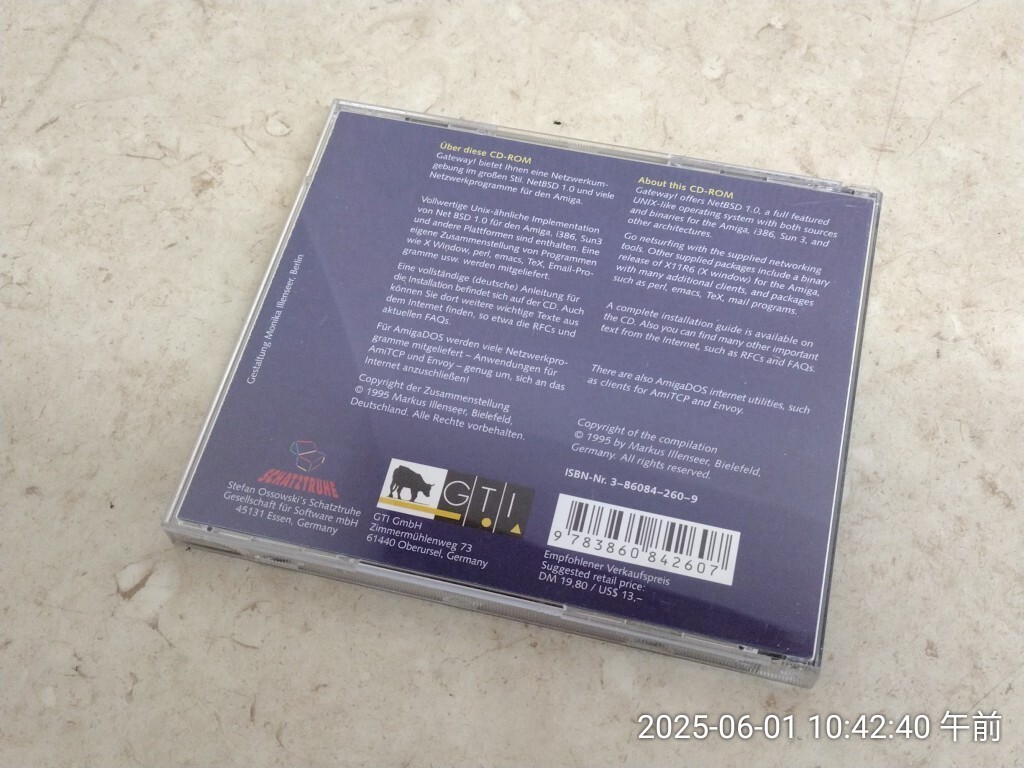 Über diese CD-ROM
Gateway! bietet Ihnen eine Netzwerkum-
gebung im großen Stil. NetBSD 1.0 und viele
Netzwerkprogramme für den Amiga.
Vollwertige Unix-ähnliche Implementation
von Net BSD 1.0 für den Amiga, i386, Sun3
und andere Plattformen sind enthalten. Eine
eigene Zusammenstellung von Programmen
wie X Window, perl, emacs, TeX, Email-Pro-
gramme usw. werden mitgeliefert.
Eine vollständige (deutsche) Anleitung für
die Installation befindet sich auf der CD. Auch
können Sie dort weitere wichtige Texte aus
dem Internet finden, so etwa die RFCs und
aktuellen FAQs.
Für AmigaDOS werden viele Netzwerkpro-
gramme mitgeliefert – Anwendungen für
AmiTCP und Envoy – genug um, sich an das
Internet anzuschließen!
Copyright der Zusammenstellung
© 1995 Markus Illenseer, Bielefeld,
Deutschland. Alle Rechte vorbehalten.
About this CD-ROM
Gateway! offers NetBSD 1.0, a full featured
UNIX-like operating system with both sources
and binaries for the Amiga, i386, Sun 3, and
other architectures.
Go netsurfing with the supplied networking
tools. Other supplied packages include a binary
release of X11R6 (X window) for the Amiga,
with many additional clients, and packages
such as perl, emacs, TeX, mail programs.
A complete installation guide is available on
the CD. Also you can find many other important
text from the Internet, such as RFCs and FAQs.
There are also AmigaDOS internet utilities, such
as clients for AmiTCP and Envoy.
Copyright of the compilation
© 1995 by Markus Illenseer, Bielefeld,
Germany. All rights reserved.
Gestaltung Monika Illenseer, Berlin
SCHATZTRUHE
Stefan Ossowski's Schatztruhe
Gesellschaft für Software mbH
45131 Essen, Germany
GTI
GTI GmbH
Zimmermühlenweg 73
61440 Oberursel, Germany
ISBN-Nr. 3–86084–260–9
9 783860 842607
Empfohlener Verkaufspreis
Suggested retail price:
DM 19,80 / US$ 13,–
2025-06-01 10:42:40 午前